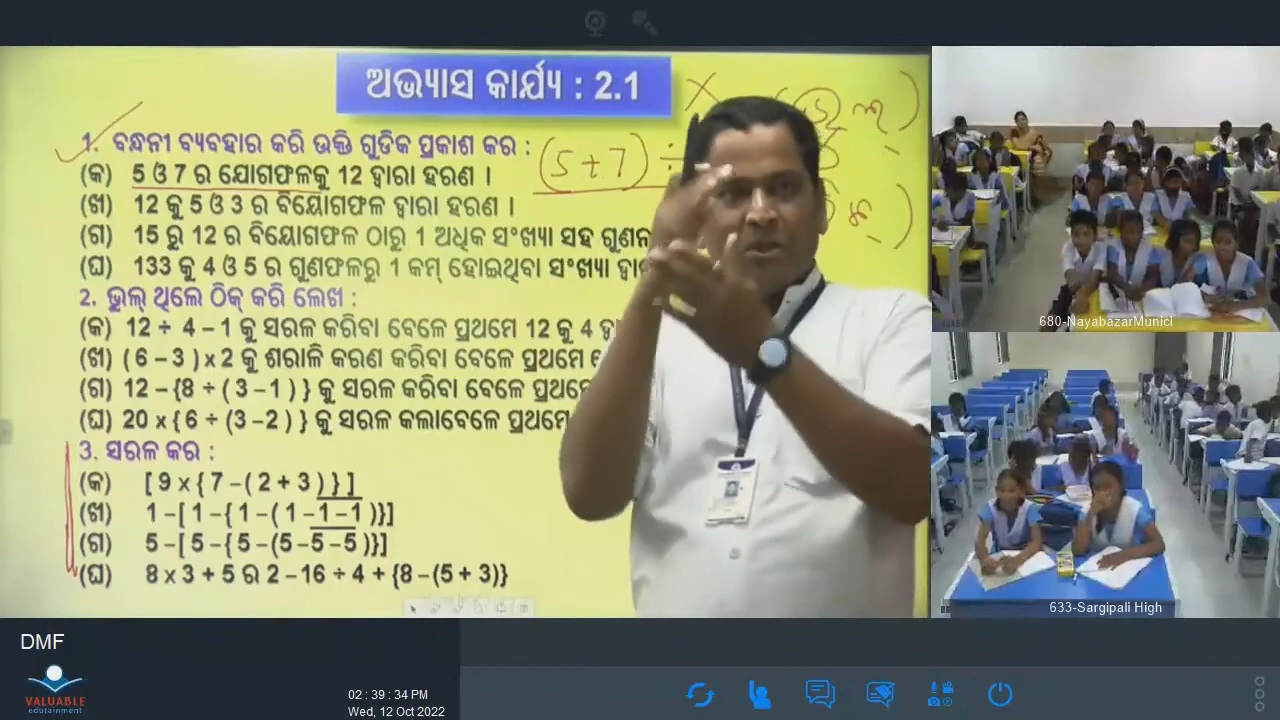 ଅଭ୍ୟାସ କାର୍ଯ୍ୟ : 2.1
1. ବନ୍ଧନୀ ବ୍ୟବହାର କରି ଉକ୍ତି ଗୁଡିକ ପ୍ରକାଶ କର :
(5+7) ÷
(କ) 5 ଓ 7 ର ଯୋଗଫଳକୁ 12 ଦ୍ୱାରା ହରଣ ।
(ଖ) 12 କୁ 5 ଓ 3 ର ବିୟୋଗଫଳ ଦ୍ୱାରା ହରଣ ।
(ଗ) 15 ରୁ 12 ର ବିୟୋଗଫଳ ଠାରୁ 1 ଅଧିକ ସଂଖ୍ୟା ସହ
(ଘ) 133 କୁ 4 ଓ 5 ର ଗୁଣଫଳରୁ 1 କମ୍ ହୋଇଥିବା ସଂଖ୍ୟା
2. ଭୁଲ୍ ଥିଲେ ଠିକ୍ କରି ଲେଖ :
(କ) 12 ÷ 4 – 1 କୁ ସରଳ କରିବା ବେଳେ ପ୍ରଥମେ 12 କୁ 4
(ଖ) ( 6 – 3 ) x 2 କୁ ଶରାଳି କରଣ କରିବା ବେଳେ ପ୍ରଥମେ
(ଗ) 12 – {8 ÷ ( 3 –1 ) } କୁ ସରଳ କରିବା ବେଳେ
(ଘ) 20 x { 6 ÷ (3 –2 ) } କୁ ସରଳ କଲାବେଳେ ପ୍ରଥମେ
3. ସରଳ କର :
(କ) [ 9 x { 7 – ( 2 + 3 ) } ]
(ଖ) 1 – [ 1 – { 1 – ( 1 – 1 – 1 )}]
(ଗ) 5 – [ 5 – { 5 – (5 – 5 – 5 )}]
(ଘ) 8 x 3 + 5 ର 2 – 16 ÷ 4 + {8 – (5 + 3)}
680-NayabazarMunici
633-Sargipali High
DMF
VALUABLE
edutainment
02 : 39 : 34 PM
Wed, 12 Oct 2022